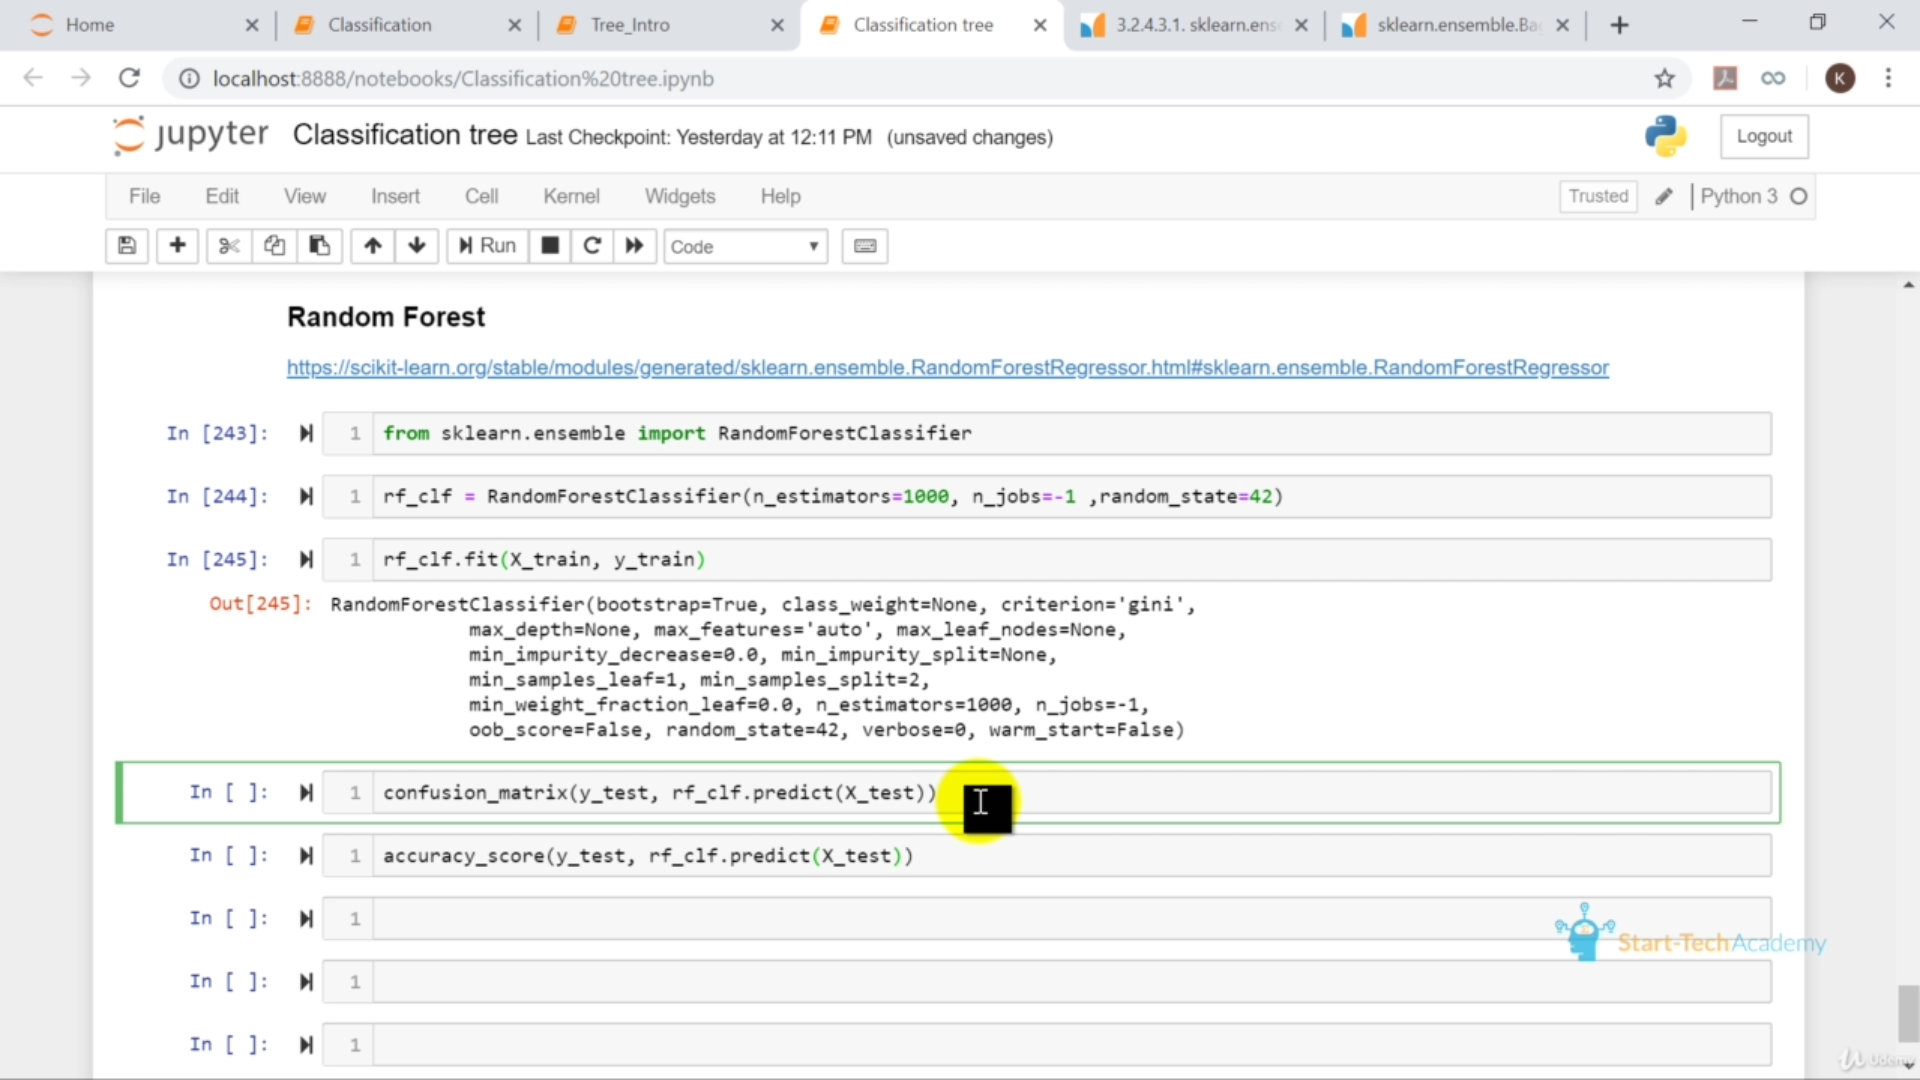 Home
Classification
Tree_Intro
Classification tree
3.2.4.3.1. sklearn.ens
sklearn.ensemble.Ba
localhost:8888/notebooks/Classification%20tree.ipynb
K
jupyter Classification tree Last Checkpoint: Yesterday at 12:11 PM (unsaved changes)
Logout
File Edit View Insert Cell Kernel Widgets Help
Trusted
Python 3
Run
Code
Random Forest
https://scikit-learn.org/stable/modules/generated/sklearn.ensemble.RandomForestRegressor.html#sklearn.ensemble.RandomForestRegressor
In [243]: 1 from sklearn.ensemble import RandomForestClassifier
In [244]: 1 rf_clf = RandomForestClassifier(n_estimators=1000, n_jobs=-1 ,random_state=42)
In [245]: 1 rf_clf.fit(X_train, y_train)
Out[245]: RandomForestClassifier(bootstrap=True, class_weight=None, criterion='gini',
max_depth=None, max_features='auto', max_leaf_nodes=None,
min_impurity_decrease=0.0, min_impurity_split=None,
min_samples_leaf=1, min_samples_split=2,
min_weight_fraction_leaf=0.0, n_estimators=1000, n_jobs=-1,
oob_score=False, random_state=42, verbose=0, warm_start=False)
In [ ]: 1 confusion_matrix(y_test, rf_clf.predict(X_test))
In [ ]: 1 accuracy_score(y_test, rf_clf.predict(X_test))
In [ ]: 1
Start-TechAcademy
In [ ]: 1
In [ ]: 1
Udemy